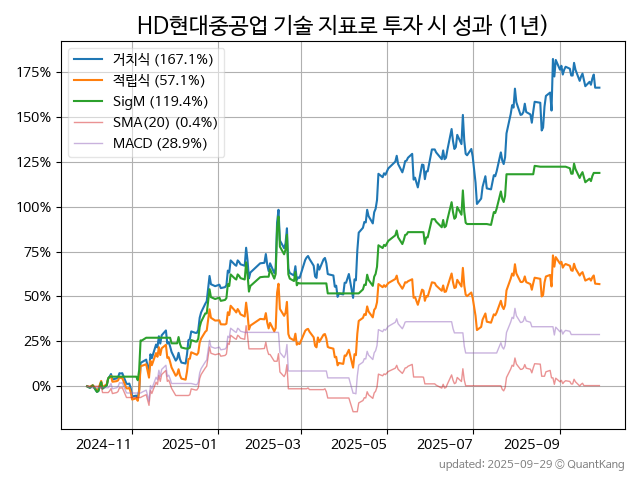 HD현대중공업 기술 지표로 투자 시 성과 (1년)
거치식 (167.1%)
적립식 (57.1%)
SigM (119.4%)
SMA(20) (0.4%)
MACD (28.9%)
175%
150%
125%
100%
75%
50%
25%
0%
2024-11 2025-01 2025-03 2025-05 2025-07 2025-09
updated: 2025-09-29 © QuantKang